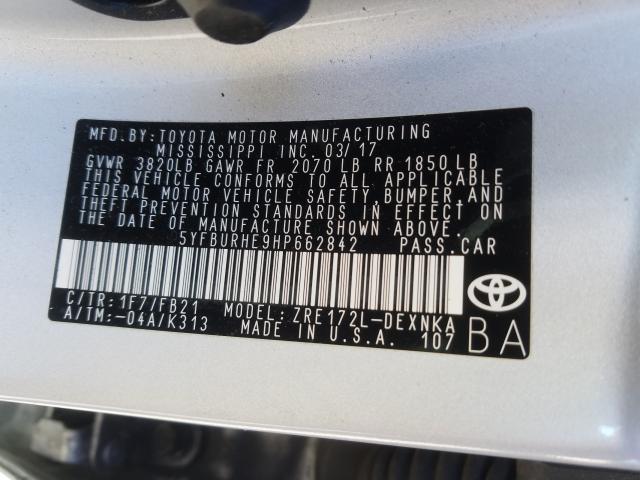 MFD. BY: TOYOTA MOTOR MANUFACTURING
MISSISSIPPI INC. 03/17
GVWR 3820LB GAWR FR 2070 LB RR 1850 LB
THIS VEHICLE CONFORMS TO ALL APPLICABLE
FEDERAL MOTOR VEHICLE SAFETY, BUMPER, AND
THEFT PREVENTION STANDARDS IN EFFECT ON
THE DATE OF MANUFACTURE SHOWN ABOVE.
5YFBURHE9HP662842 PASS. CAR
C/TR: 1F7/FB21 MODEL: ZRE172L-DEXNKA
A/TM: -04A/K313 MADE IN U.S.A. 107
BA